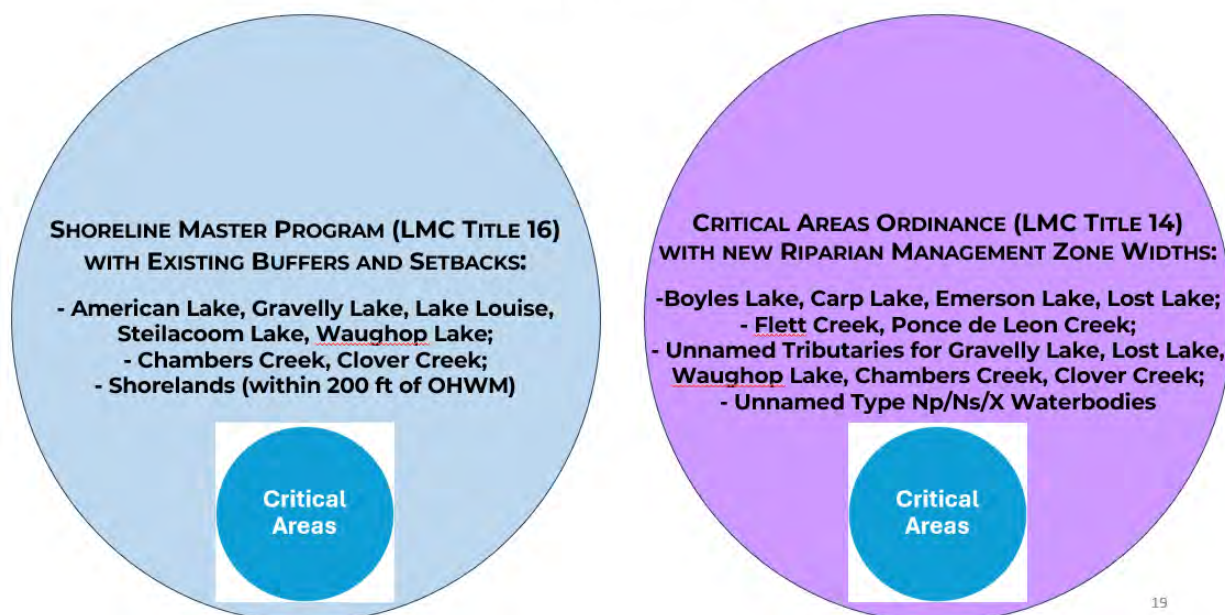 SHORELINE MASTER PROGRAM (LMC TITLE 16)
WITH EXISTING BUFFERS AND SETBACKS:
- American Lake, Gravelly Lake, Lake Louise,
Steilacoom Lake, Waughop Lake;
- Chambers Creek, Clover Creek;
- Shorelands (within 200 ft of OHWM)
Critical
Areas
CRITICAL AREAS ORDINANCE (LMC TITLE 14)
WITH NEW RIPARIAN MANAGEMENT ZONE WIDTHS:
-Boyles Lake, Carp Lake, Emerson Lake, Lost Lake;
- Flett Creek, Ponce de Leon Creek;
- Unnamed Tributaries for Gravelly Lake, Lost Lake,
Waughop Lake, Chambers Creek, Clover Creek;
- Unnamed Type Np/Ns/X Waterbodies
Critical
Areas
19